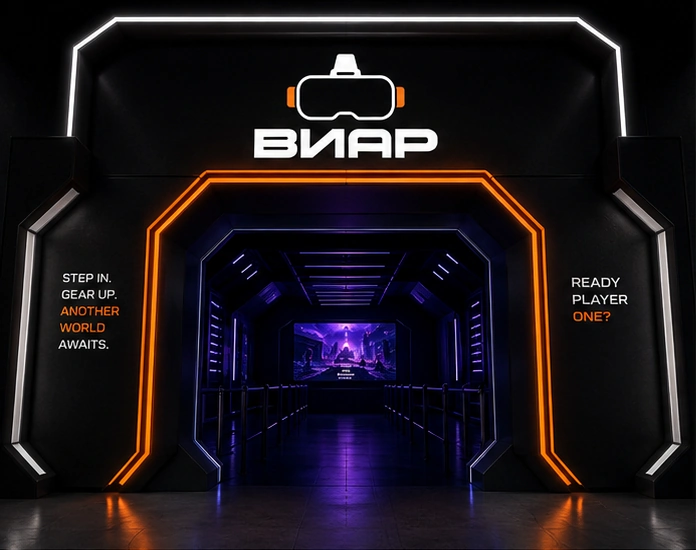 ВИАР
STEP IN.
GEAR UP.
ANOTHER
WORLD
AWAITS.
READY
PLAYER
ONE?